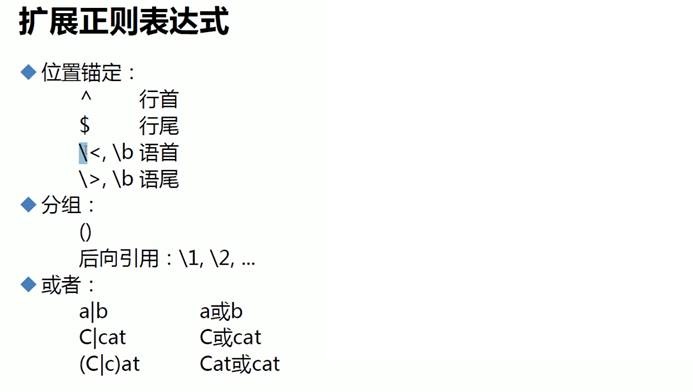 扩展正则表达式
位置锚定：
^ 行首
$ 行尾
\<, \b 语首
\>, \b 语尾
分组：
()
后向引用：\1, \2, ...
或者：
a|b a或b
C|cat C或cat
(C|c)at Cat或cat